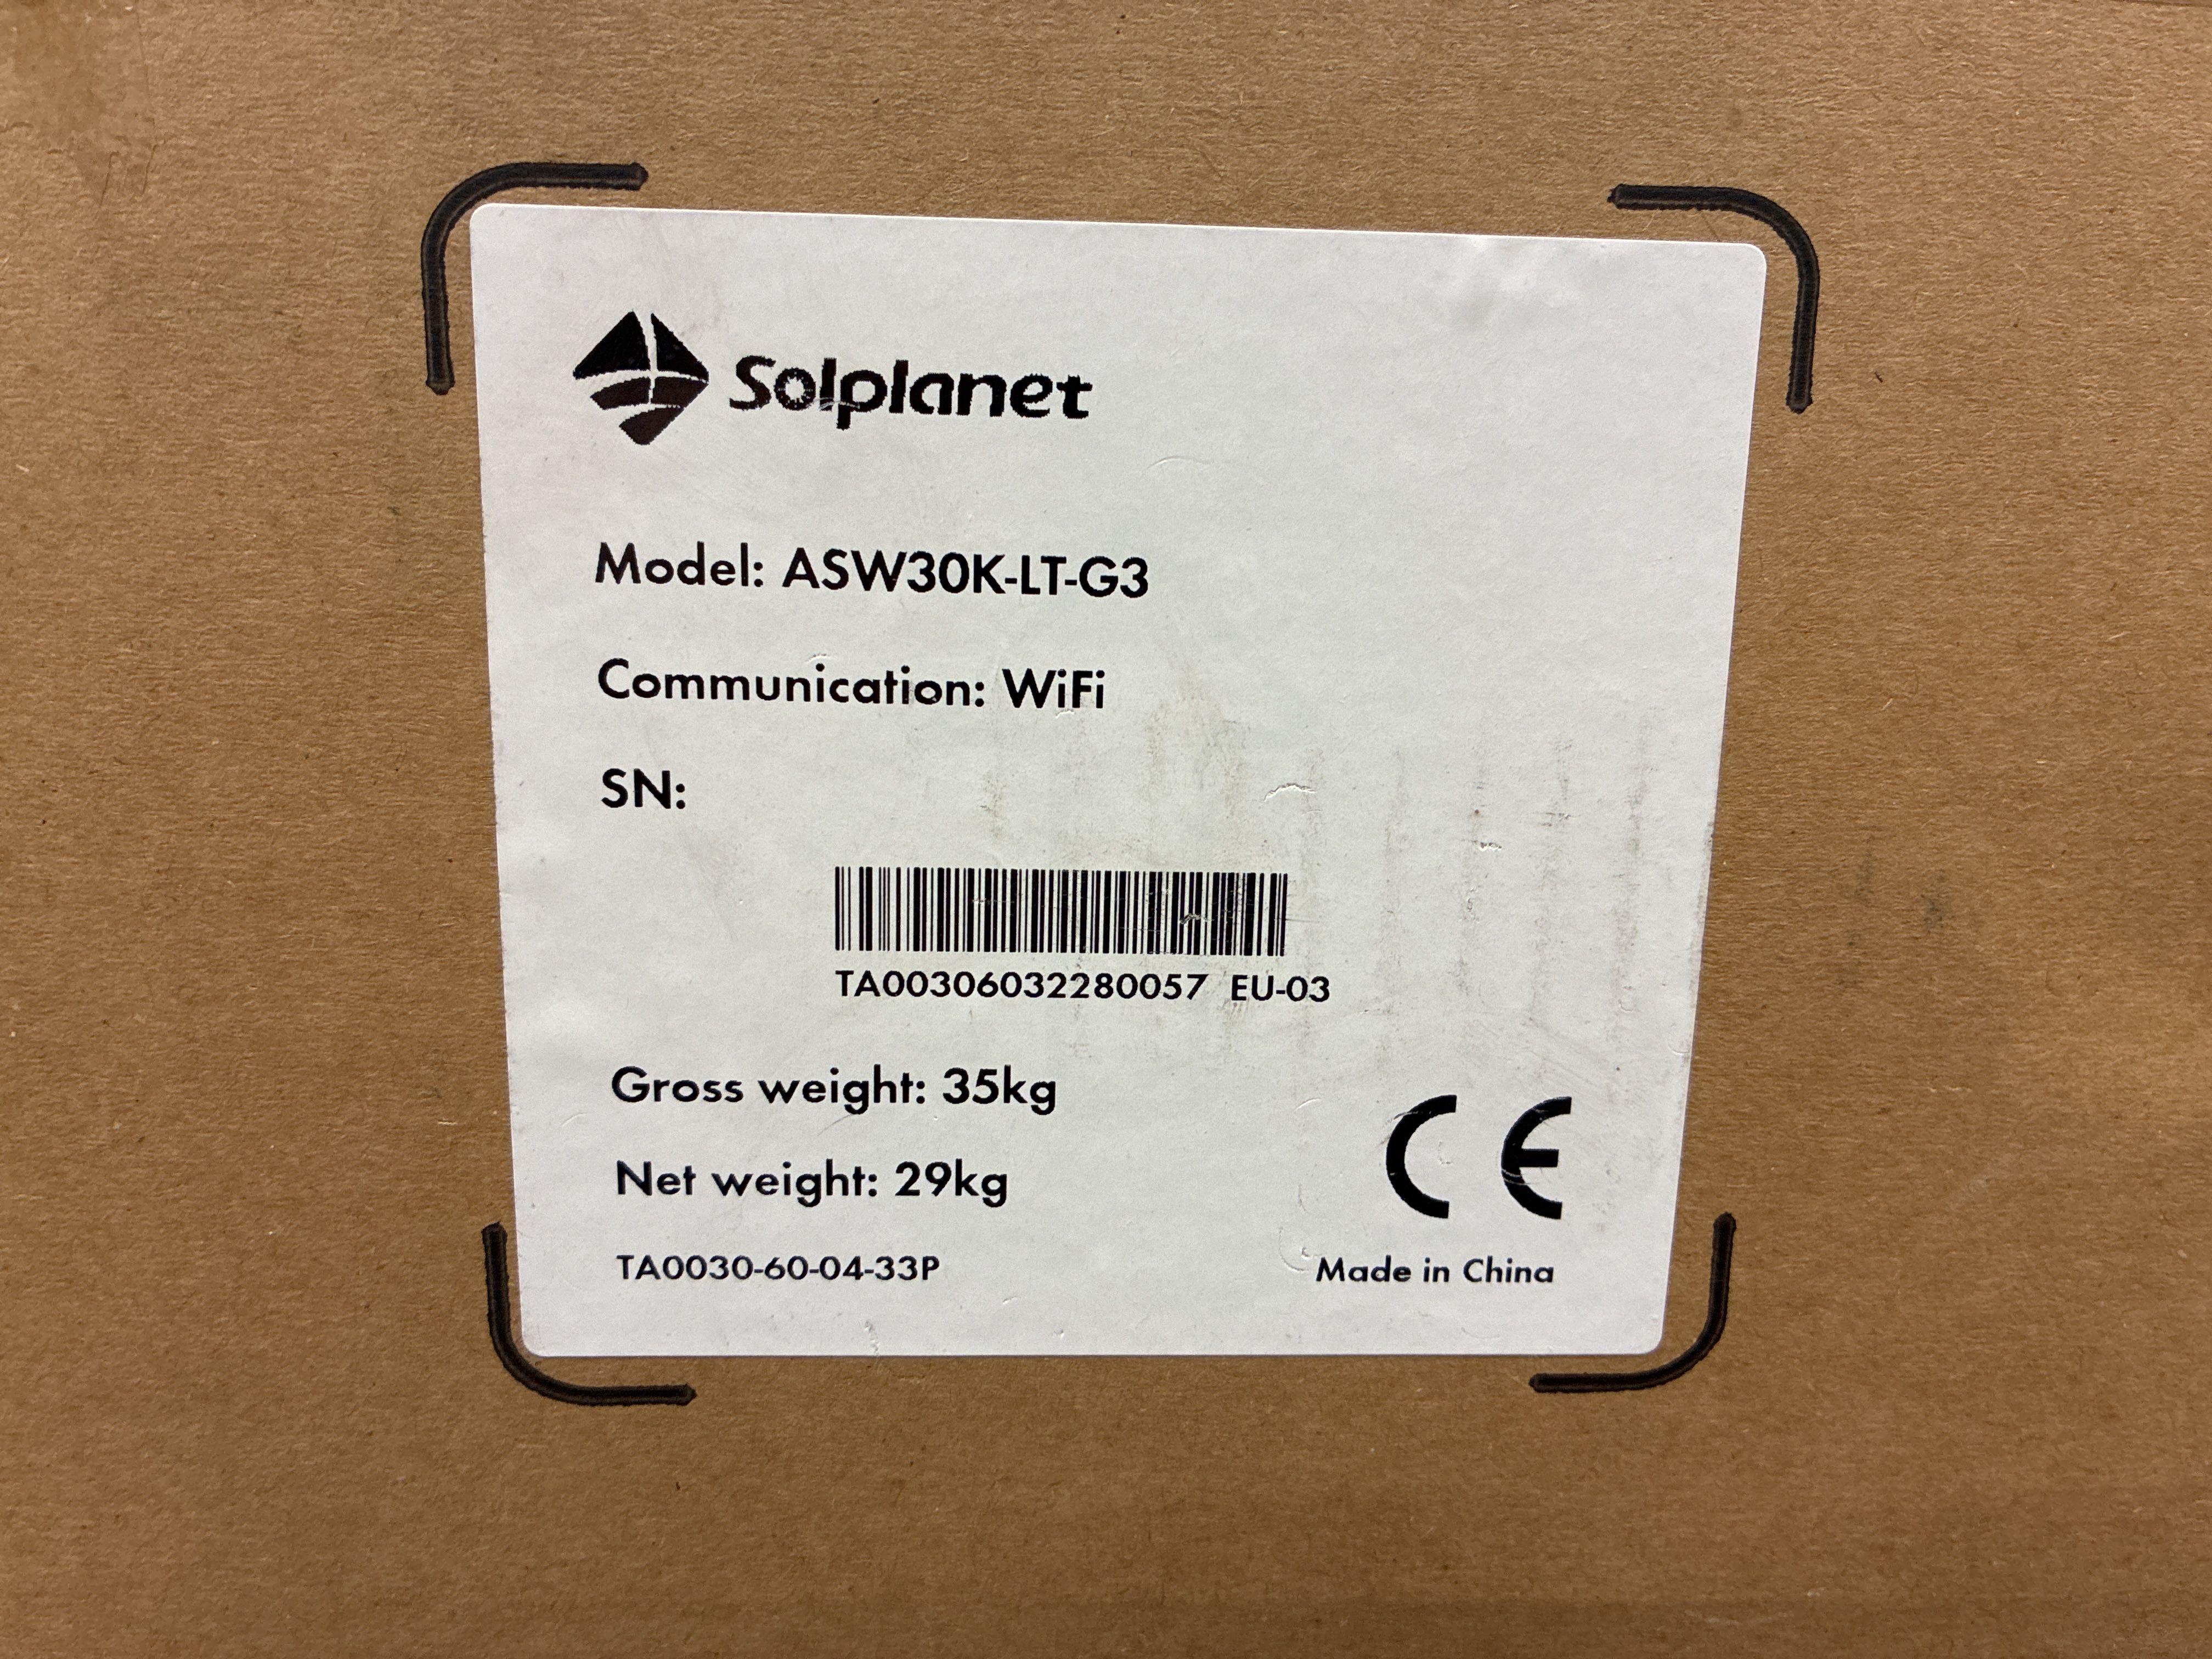 Solplanet
Model: ASW30K-LT-G3
Communication: WiFi
SN:
TA00306032280057 EU-03
Gross weight: 35kg
Net weight: 29kg
CE
TA0030-60-04-33P
Made in China